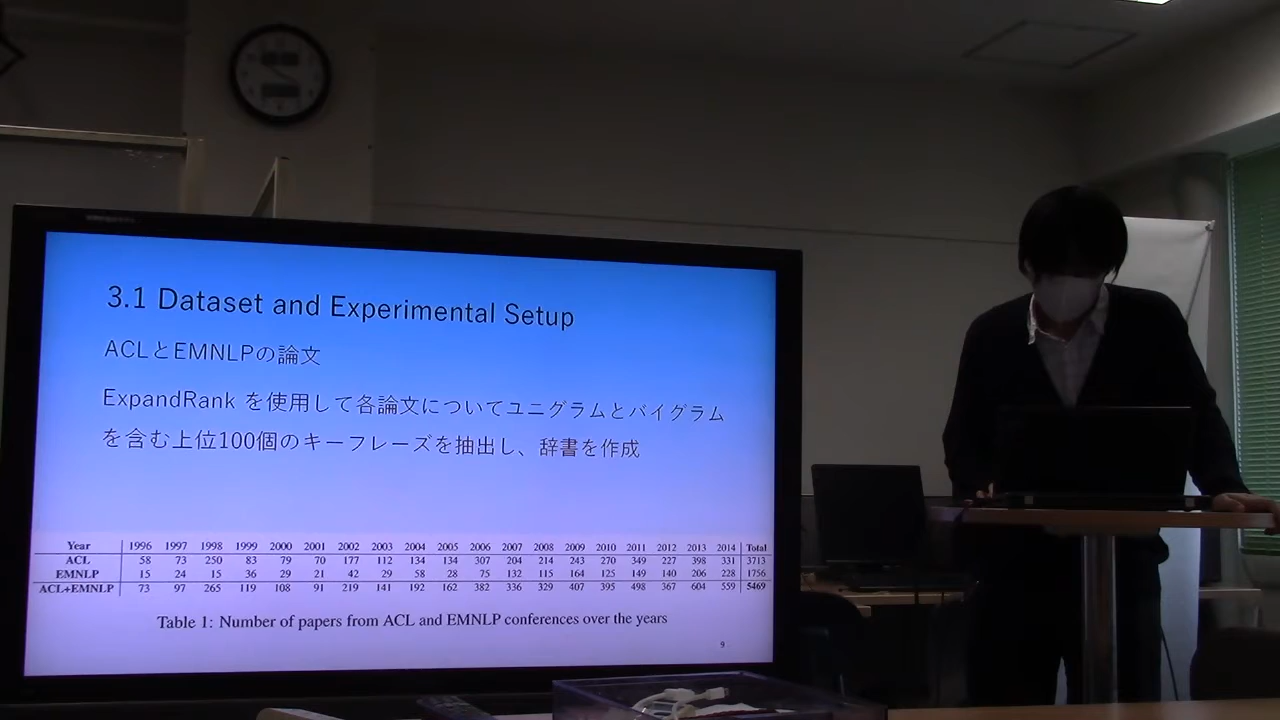 3.1 Dataset and Experimental Setup
ACLとEMNLPの論文
ExpandRank を使用して各論文についてユニグラムとバイグラム
を含む上位100個のキーフレーズを抽出し、辞書を作成
Year 1996 1997 1998 1999 2000 2001 2002 2003 2004 2005 2006 2007 2008 2009 2010 2011 2012 2013 2014 Total
ACL 58 73 250 83 79 70 177 112 134 134 307 204 214 243 270 349 227 398 331 3713
EMNLP 15 24 15 36 29 21 42 29 58 28 75 132 115 164 125 149 140 206 228 1756
ACL+EMNLP 73 97 265 119 108 91 219 141 192 162 382 336 329 407 395 498 367 604 559 5469
Table 1: Number of papers from ACL and EMNLP conferences over the years
9